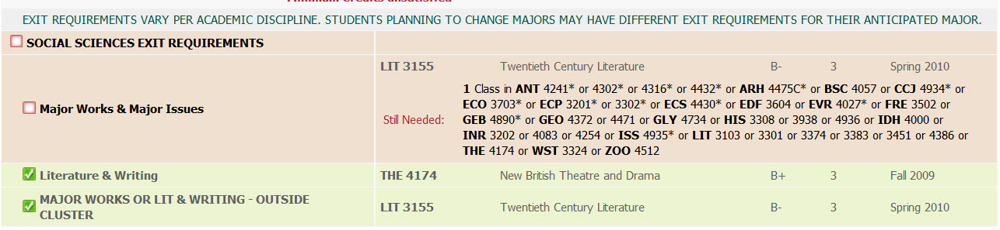 EXIT REQUIREMENTS VARY PER ACADEMIC DISCIPLINE. STUDENTS PLANNING TO CHANGE MAJORS MAY HAVE DIFFERENT EXIT REQUIREMENTS FOR THEIR ANTICIPATED MAJOR.
SOCIAL SCIENCES EXIT REQUIREMENTS
LIT 3155 Twentieth Century Literature B- 3 Spring 2010
Major Works & Major Issues
Still Needed:
1 Class in ANT 4241* or 4302* or 4316* or 4432* or ARH 4475C* or BSC 4057 or CCJ 4934* or
ECO 3703* or ECP 3201* or 3302* or ECS 4430* or EDF 3604 or EVR 4027* or FRE 3502 or
GEB 4890* or GEO 4372 or 4471 or GLY 4734 or HIS 3308 or 3938 or 4936 or IDH 4000 or
INR 3202 or 4083 or 4254 or ISS 4935* or LIT 3103 or 3301 or 3374 or 3383 or 3451 or 4386 or
THE 4174 or WST 3324 or ZOO 4512
Literature & Writing THE 4174 New British Theatre and Drama B+ 3 Fall 2009
MAJOR WORKS OR LIT & WRITING - OUTSIDE
CLUSTER
LIT 3155 Twentieth Century Literature B- 3 Spring 2010